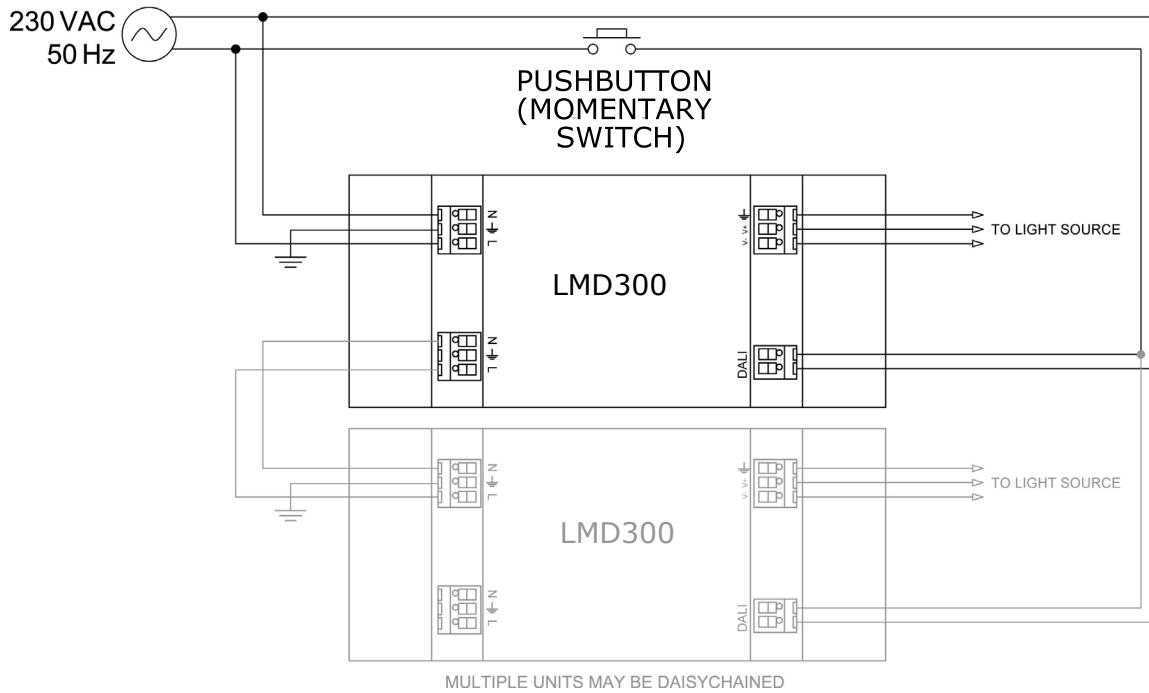 230 VAC
50 Hz
PUSHBUTTON
(MOMENTARY
SWITCH)
N
L
V+
V-
TO LIGHT SOURCE
LMD300
N
L
DALI
N
L
V+
V-
TO LIGHT SOURCE
LMD300
N
L
DALI
MULTIPLE UNITS MAY BE DAISYCHAINED